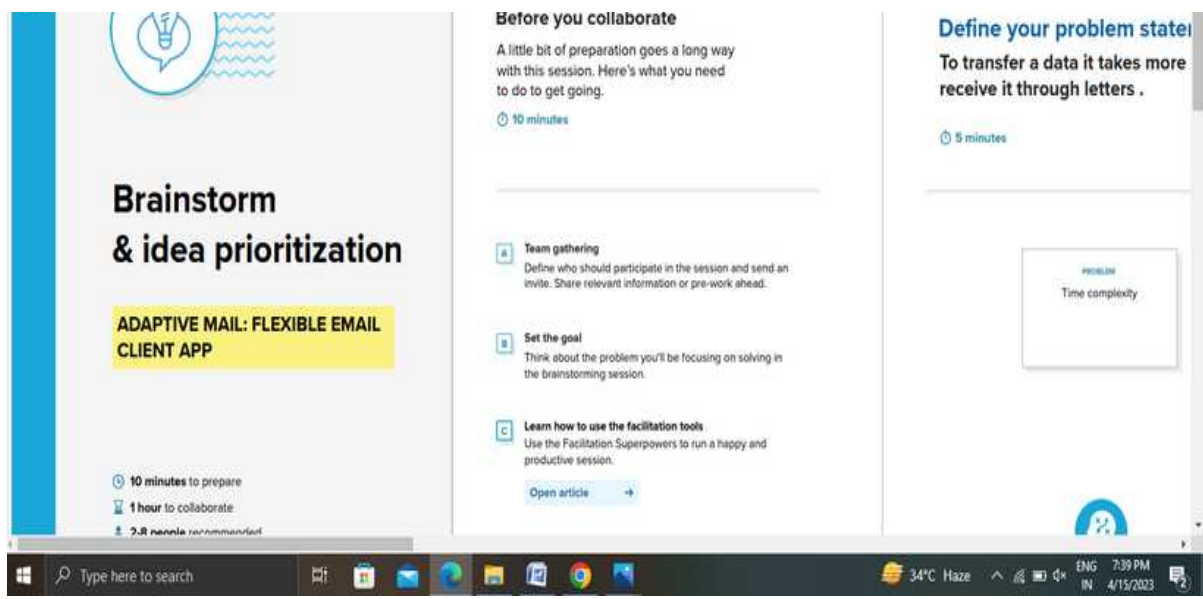 Brainstorm
& idea prioritization
ADAPTIVE MAIL: FLEXIBLE EMAIL
CLIENT APP
10 minutes to prepare
1 hour to collaborate
2-8 people recommended
Before you collaborate
A little bit of preparation goes a long way
with this session. Here's what you need
to do to get going.
10 minutes
A
Team gathering
Define who should participate in the session and send an
invite. Share relevant information or pre-work ahead.
B
Set the goal
Think about the problem you'll be focusing on solving in
the brainstorming session.
C
Learn how to use the facilitation tools
Use the Facilitation Superpowers to run a happy and
productive session.
Open article →
Define your problem
To transfer a data it takes more
receive it through letters .
5 minutes
PROBLEM
Time complexity
Type here to search
34°C Haze
ENG
IN
7:39 PM
4/15/2023
2